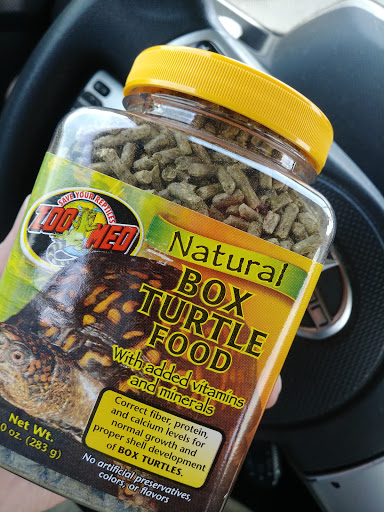 SAVE YOUR REPTILES
ZOO MED
Natural
BOX
TURTLE
FOOD
With added vitamins
and minerals
Correct fiber, protein,
and calcium levels for
normal growth and
proper shell development
of BOX TURTLES.
Net Wt.
0 oz. (283 g)
No artificial preservatives,
colors, or flavors